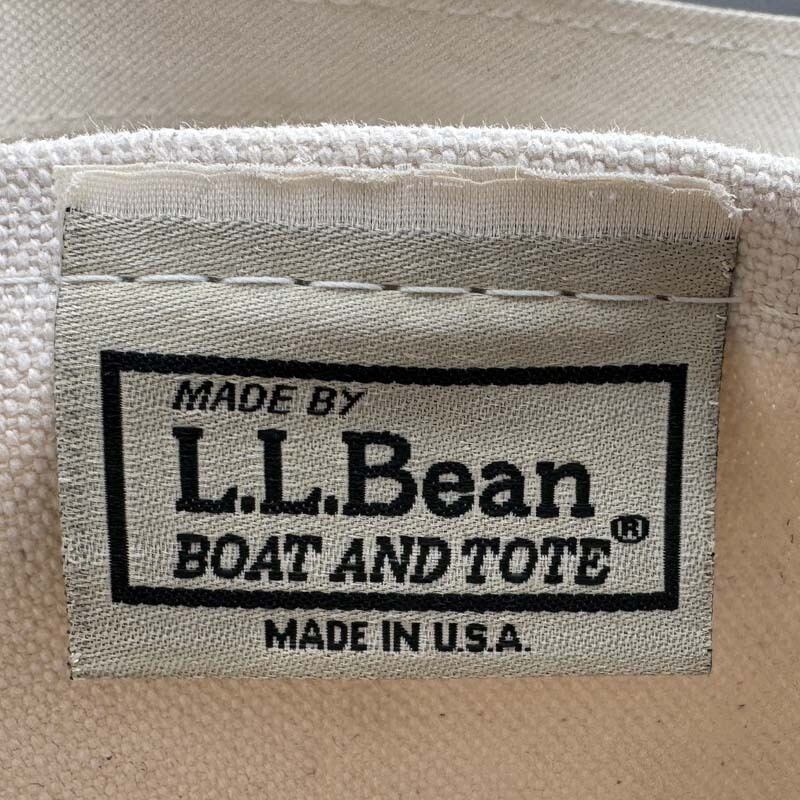 MADE BY
L.L.Bean
BOAT AND TOTE®
MADE IN U.S.A.